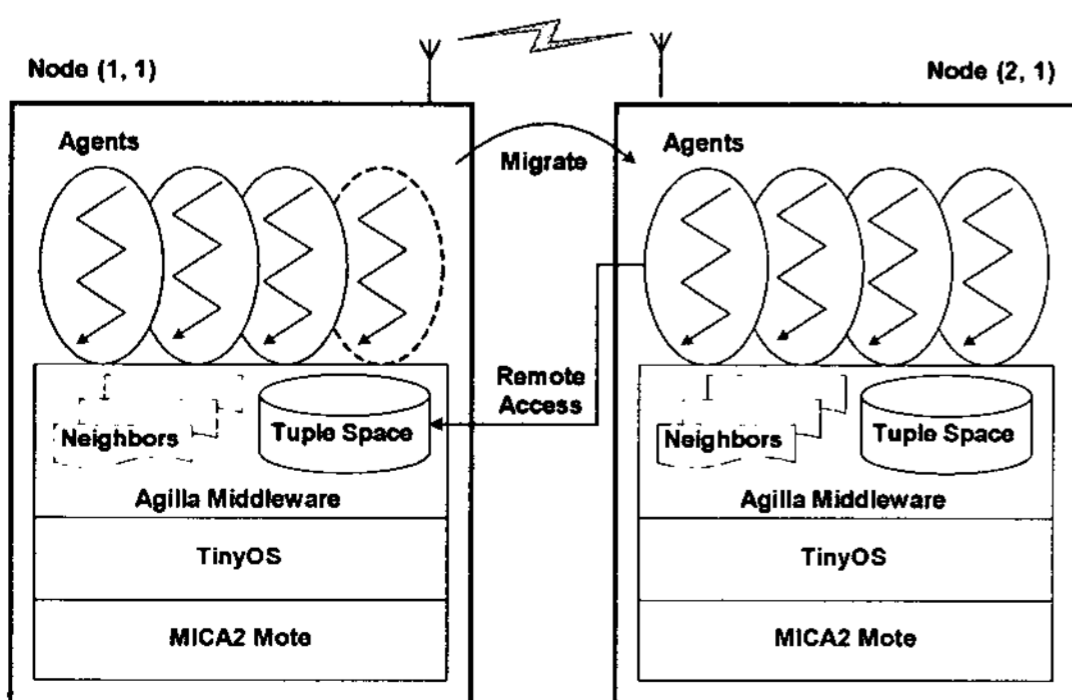 Node (1, 1)
Node (2, 1)
Agents
Migrate
Agents
Remote
Access
Neighbors
Tuple Space
Neighbors
Tuple Space
Agilla Middleware
Agilla Middleware
TinyOS
TinyOS
MICA2 Mote
MICA2 Mote